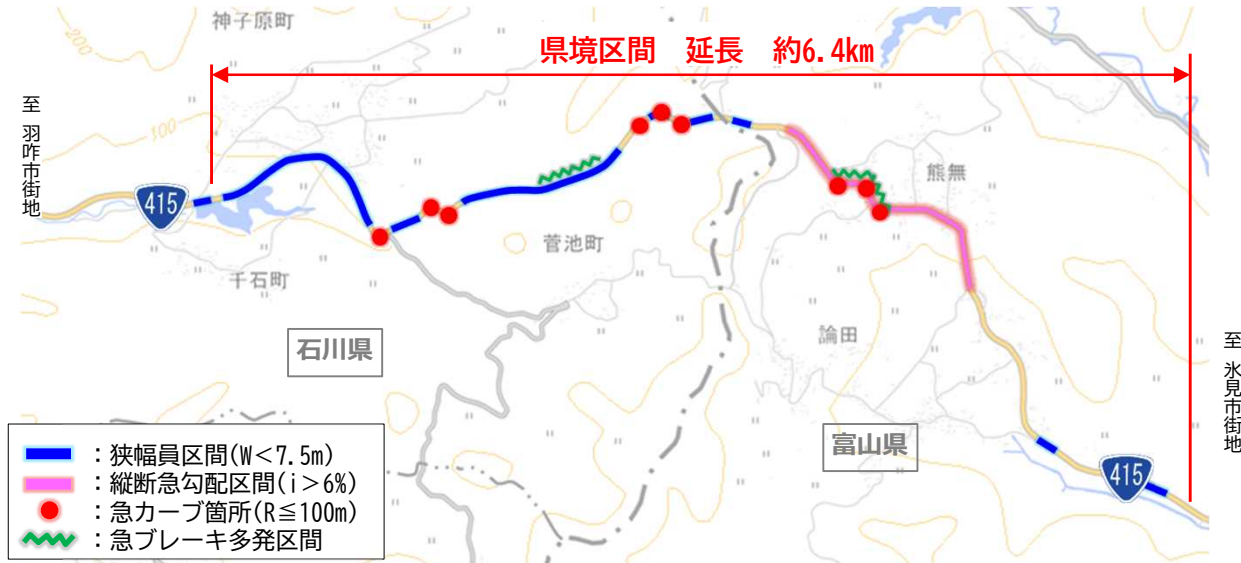 神子原町
県境区間 延長 約6.4km
至 羽咋市街地
200
100
415
熊無
菅池町
千石町
論田
石川県
至 氷見市街地
富山県
415
:狭幅員区間(W<7.5m)
:縦断急勾配区間(i>6%)
:急カーブ箇所(R≦100m)
:急ブレーキ多発区間